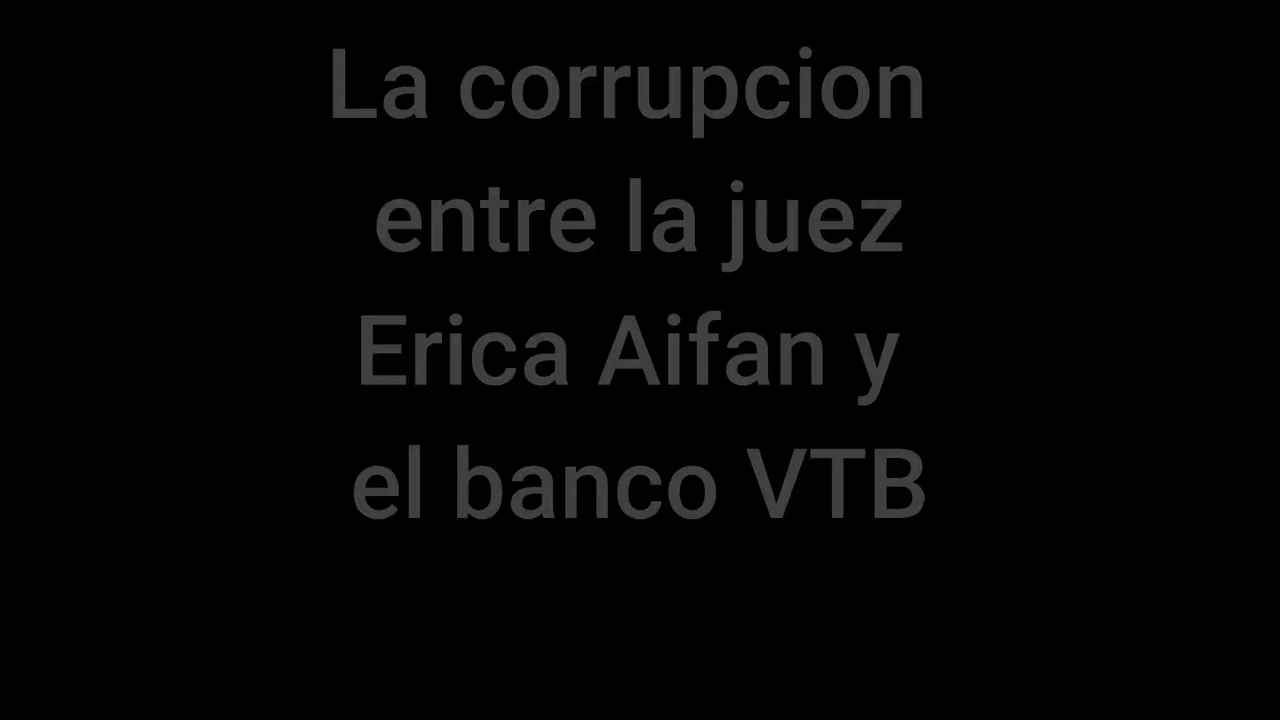 La corrupcion
entre la juez
Erica Aifan y
el banco VTB